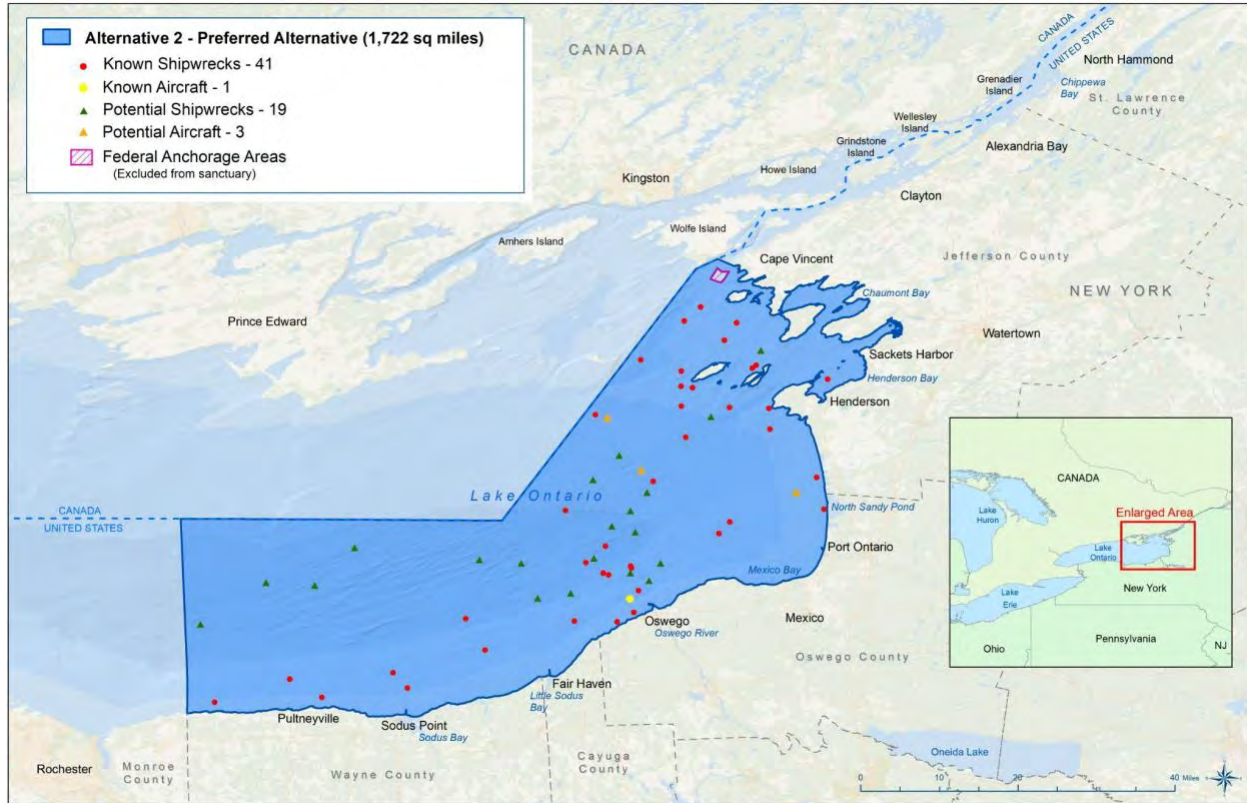 Alternative 2 - Preferred Alternative (1,722 sq miles)
Known Shipwrecks - 41
Known Aircraft - 1
Potential Shipwrecks - 19
Potential Aircraft - 3
Federal Anchorage Areas
(Excluded from sanctuary)
CANADA
CANADA
UNITED STATES
North Hammond
Grenadier
Island
Chippewa
Bay
St. Lawrence
County
Wellesley
Island
Grindstone
Island
Alexandria Bay
Howe Island
Kingston
Clayton
Wolfe Island
Amhers Island
Cape Vincent
Jefferson County
Chaumont Bay
NEW YORK
Prince Edward
Watertown
Sackets Harbor
Henderson Bay
Henderson
Lake Ontario
CANADA
UNITED STATES
North Sandy Pond
Port Ontario
Mexico Bay
Oswego
Oswego River
Mexico
Oswego County
Fair Haven
Little Sodus
Bay
Pultneyville
Sodus Point
Sodus Bay
Rochester
Monroe
County
Wayne County
Cayuga
County
Oneida Lake
CANADA
Lake
Huron
Enlarged Area
Lake
Ontario
New York
Lake
Erie
Pennsylvania
Ohio
NJ
0
10
20
40 Miles